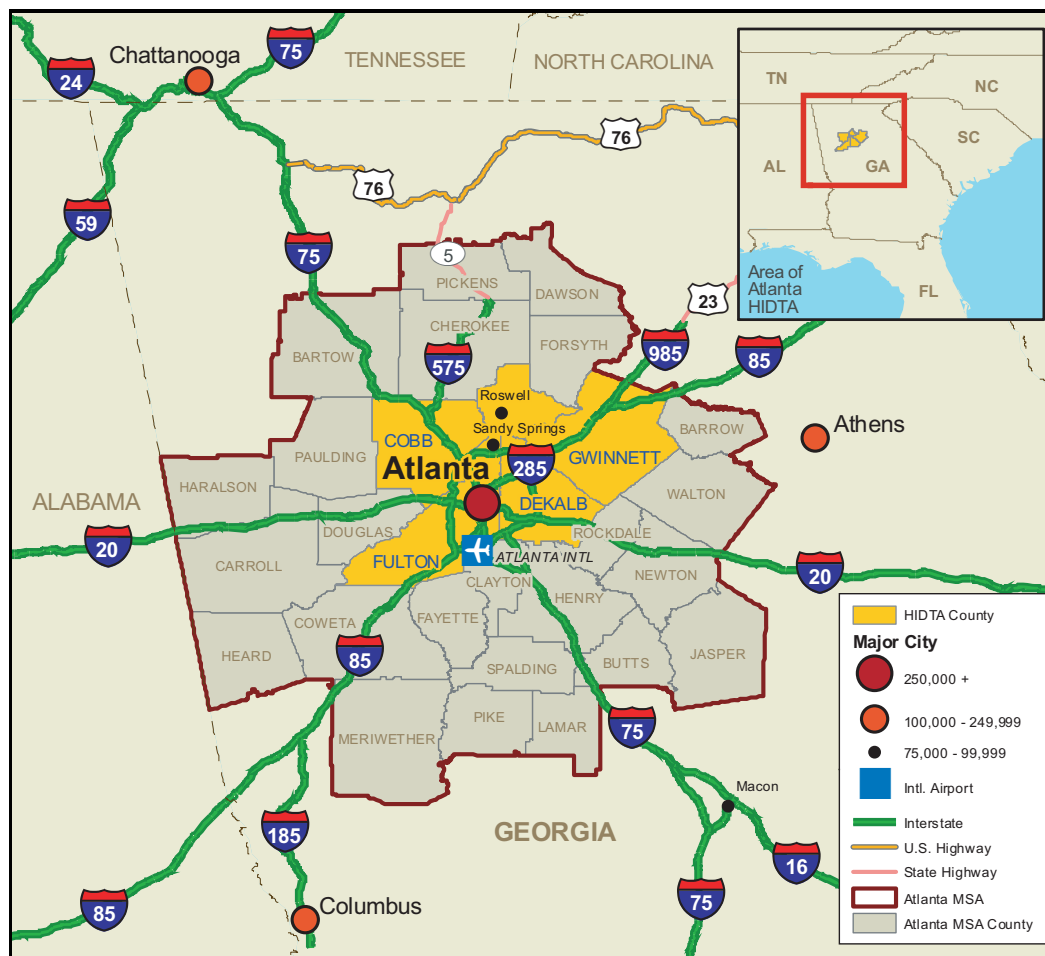 Chattanooga
75
TENNESSEE
NORTH CAROLINA
24
76
76
59
75
5
PICKENS
DAWSON
23
CHEROKEE
BARTOW
FORSYTH
985
85
575
Roswell
Sandy Springs
COBB
BARROW
Athens
PAULDING
Atlanta
285
GWINNETT
HARALSON
WALTON
ALABAMA
DEKALB
DOUGLAS
ROCKDALE
20
FULTON
ATLANTA INTL
CARROLL
CLAYTON
NEWTON
20
HENRY
COWETA
FAYETTE
HEARD
85
SPALDING
BUTTS
JASPER
PIKE
LAMAR
75
MERIWETHER
Macon
GEORGIA
185
16
85
75
Columbus
TN
NC
SC
AL
GA
Area of
Atlanta
HIDTA
FL
HIDTA County
Major City
250,000 +
100,000 - 249,999
75,000 - 99,999
Intl. Airport
Interstate
U.S. Highway
State Highway
Atlanta MSA
Atlanta MSA County